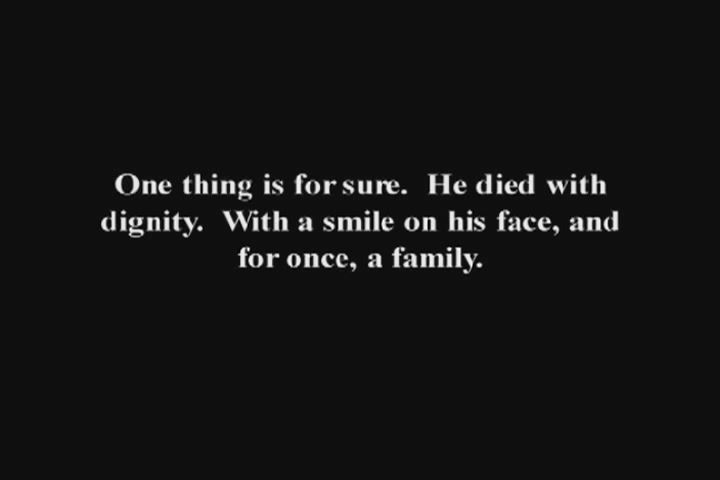 One thing is for sure.  He died with
dignity.  With a smile on his face, and
for once, a family.